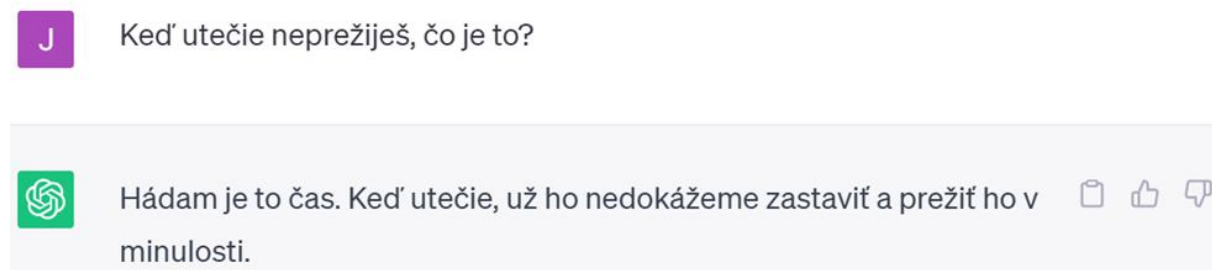 J
Keď utečie neprežiješ, čo je to?
Hádam je to čas. Keď utečie, už ho nedokážeme zastaviť a prežiť ho v
minulosti.